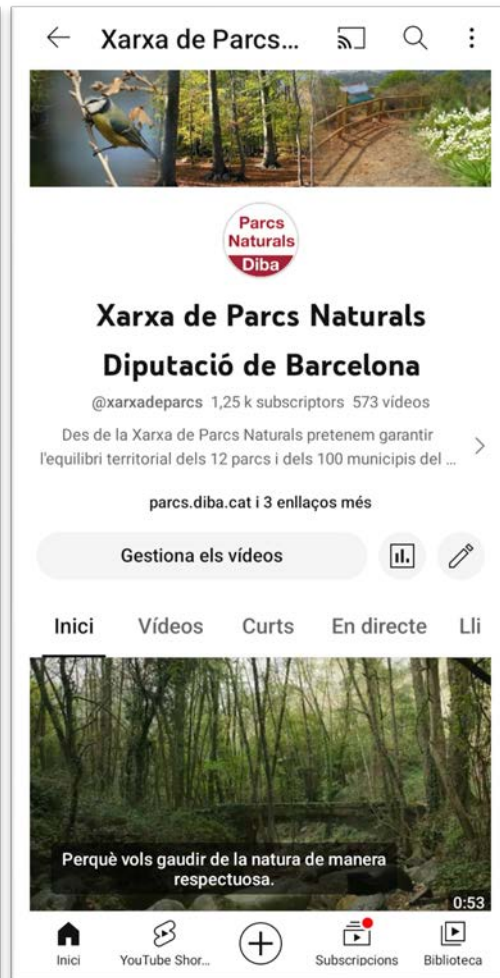 Xarxa de Parcs...
Parcs
Naturals
Diba
Xarxa de Parcs Naturals
Diputació de Barcelona
@xarxadeparcs 1,25 k subscriptors 573 vídeos
Des de la Xarxa de Parcs Naturals pretenem garantir
l'equilibri territorial dels 12 parcs i dels 100 municipis del ...
parcs.diba.cat i 3 enllaços més
Gestiona els vídeos
Inici Vídeos Curts En directe Lli
Perquè vols gaudir de la natura de manera
respectuosa.
0:53
Inici YouTube Shor... Subscripcions Biblioteca